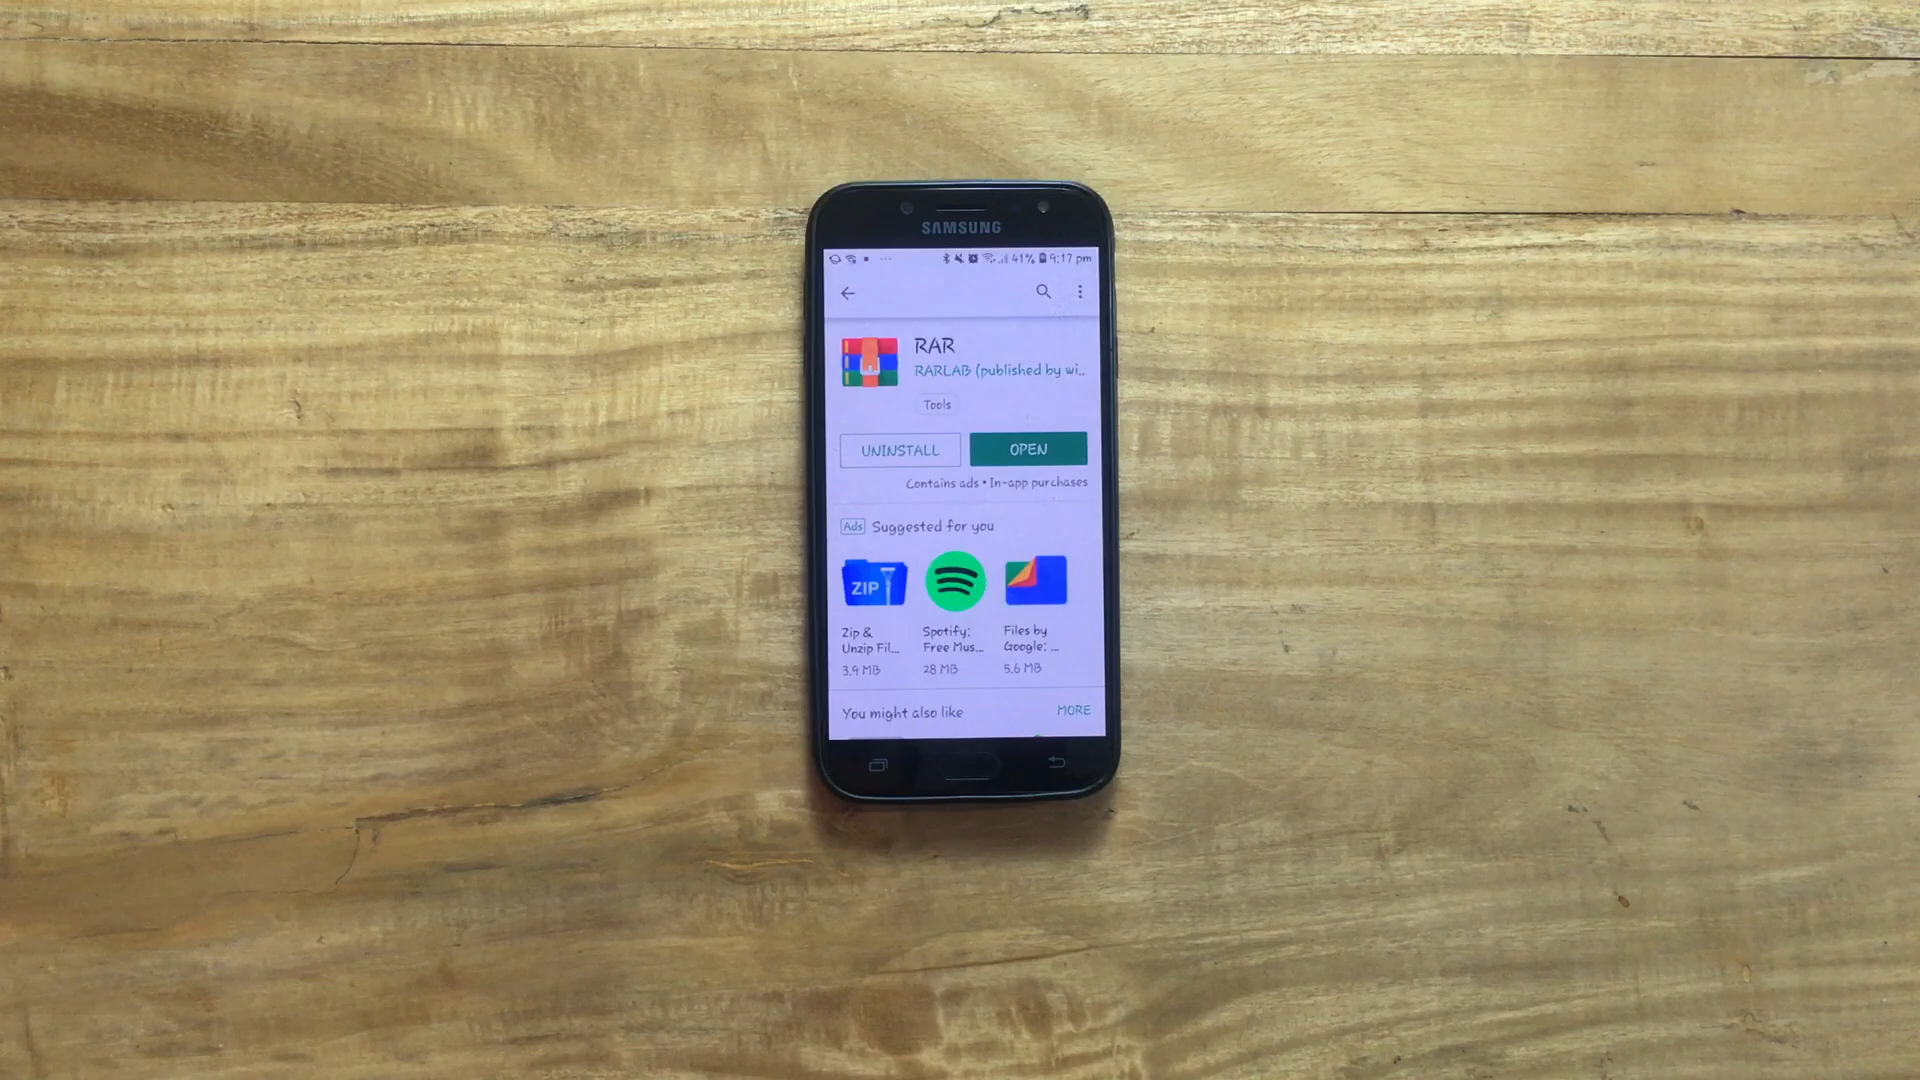 SAMSUNG
41% 9:17 pm
RAR
RARLAB (published by wi..
Tools
UNINSTALL
OPEN
Contains ads • In-app purchases
Ads Suggested for you
ZIP
Zip &
Unzip Fil...
3.9 MB
Spotify:
Free Mus...
28 MB
Files by
Google: ...
5.6 MB
You might also like
MORE